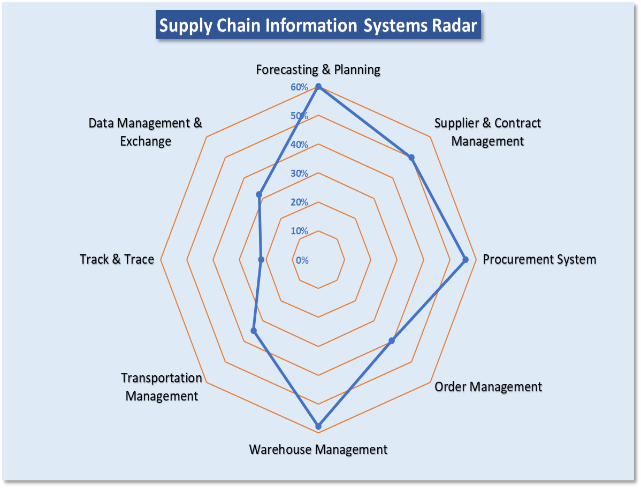 Supply Chain Information Systems Radar
Forecasting & Planning
60%
Data Management &
Exchange
Supplier & Contract
Management
50%
40%
30%
20%
10%
Track & Trace
0%
Procurement System
Transportation
Management
Order Management
Warehouse Management